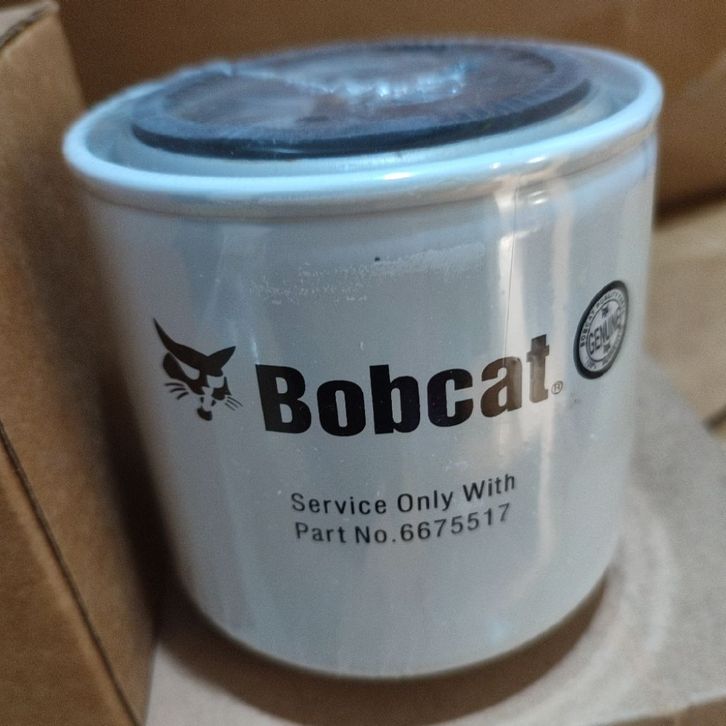 Bobcat®
GENUINE
Service Only With
Part No.6675517